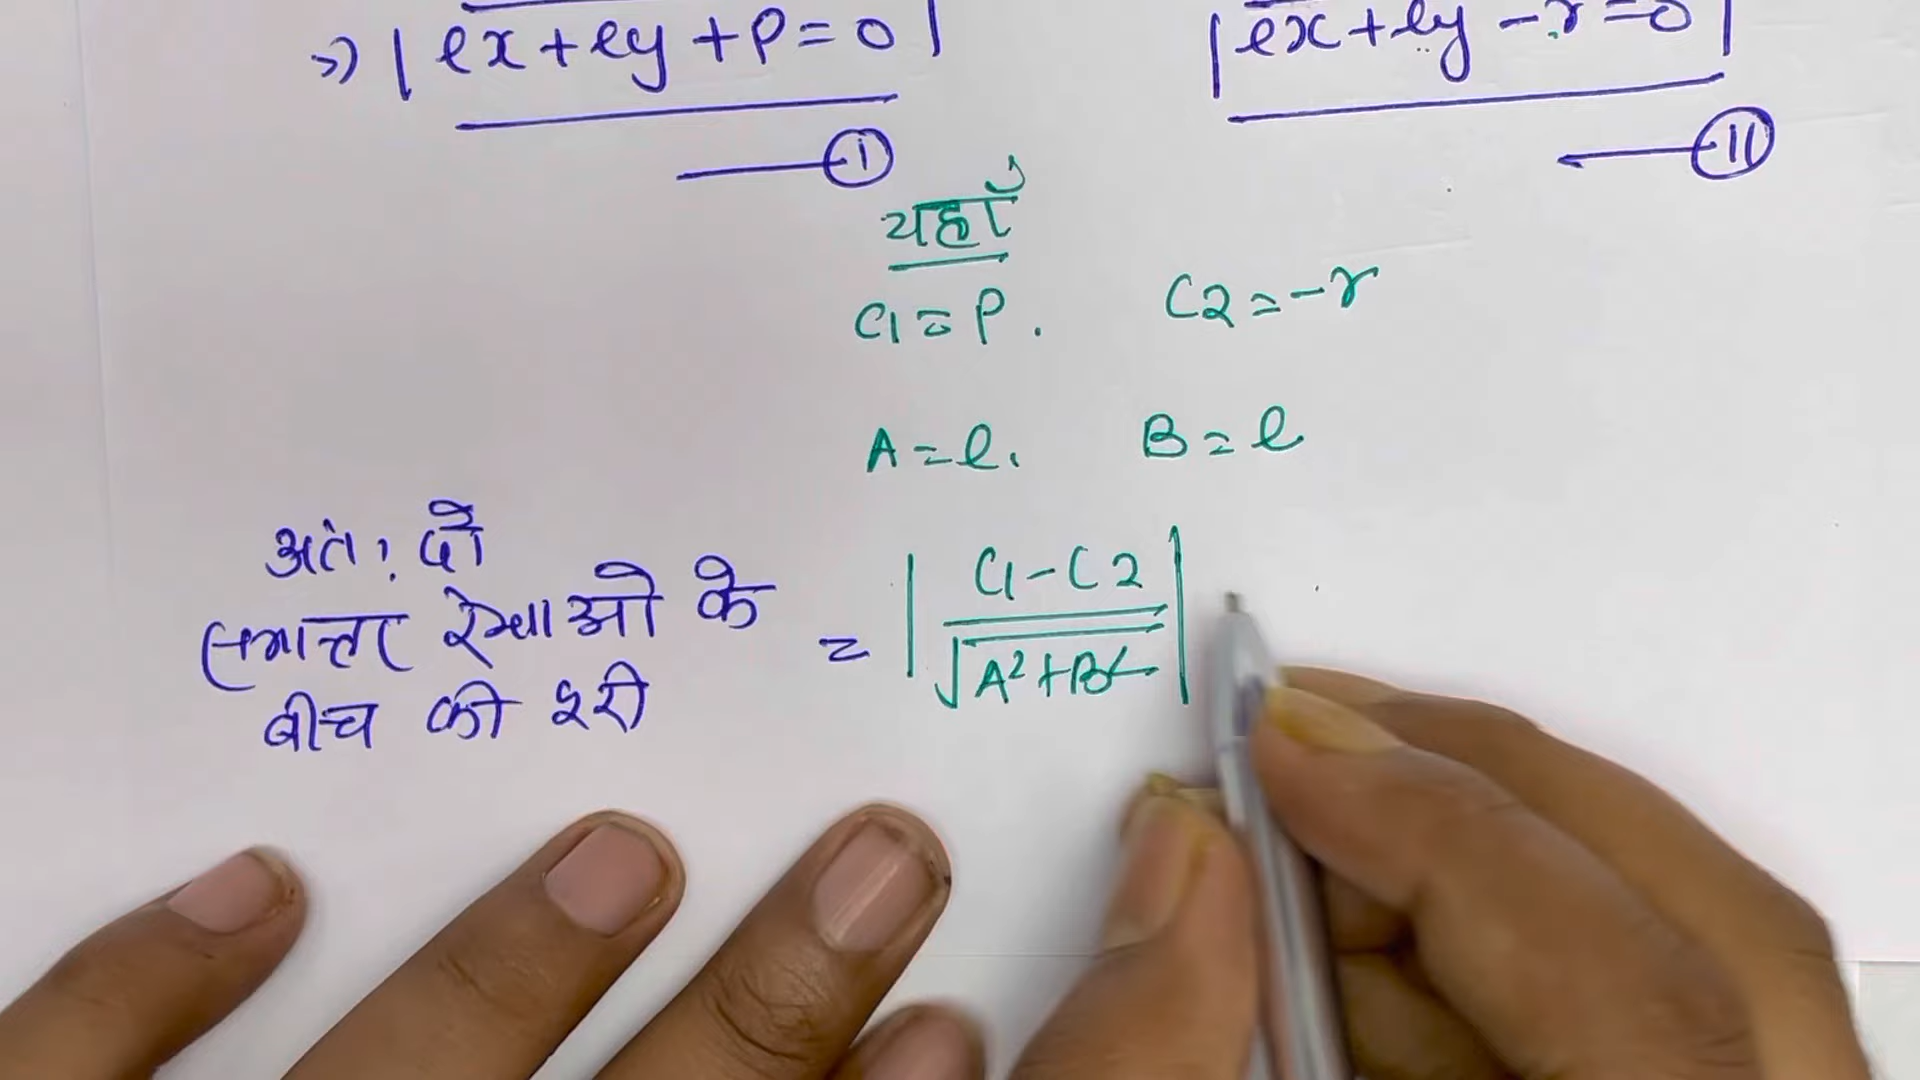 ⇒ | lx+ly+p=0 |
| lx+ly-r=0 |
(i)
(ii)
यहाँ
C1 = P . C2 = -r
A = l, B = l
अतः दो
समान्तर रेखाओ के
बीच की दूरी
= | C1-C2 / √A²+B² |